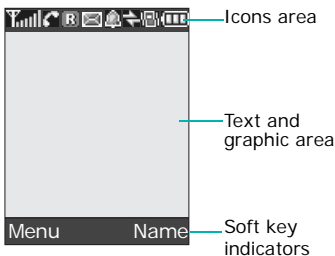 R
Icons area
Text and
graphic area
Menu Name
Soft key
indicators